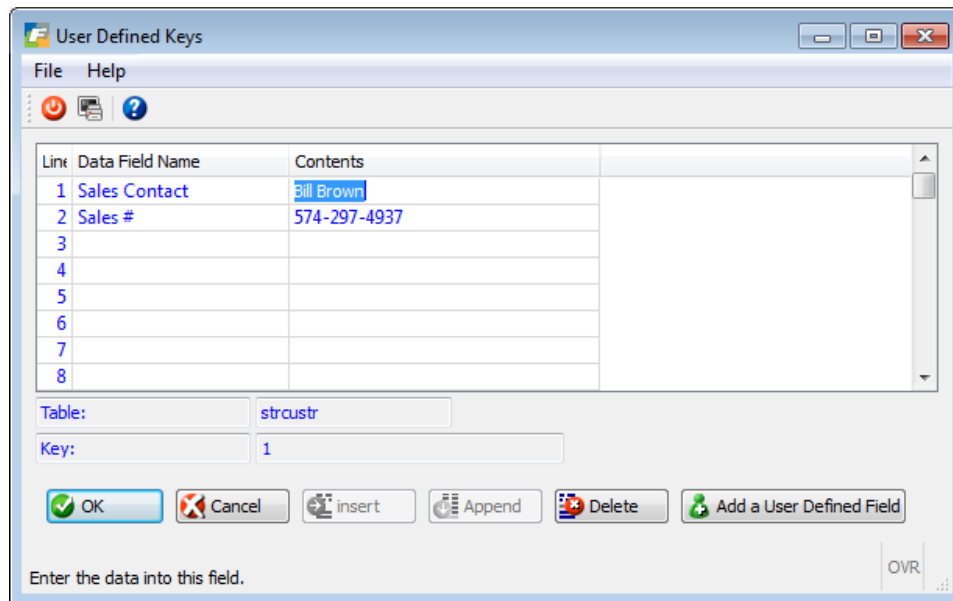 User Defined Keys
File Help
Line Data Field Name Contents
1 Sales Contact Bill Brown
2 Sales # 574-297-4937
3
4
5
6
7
8
Table: strcustr
Key: 1
OK Cancel insert Append Delete Add a User Defined Field
Enter the data into this field. OVR